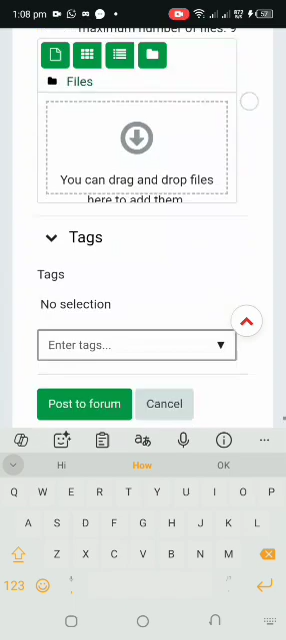 1:08 pm
maximum number of files: 9
Files
You can drag and drop files
here to add them.
Tags
Tags
No selection
Enter tags...
Post to forum
Cancel
Hi
How
OK
Q W E R T Y U I O P
A S D F G H J K L
Z X C V B N M
123